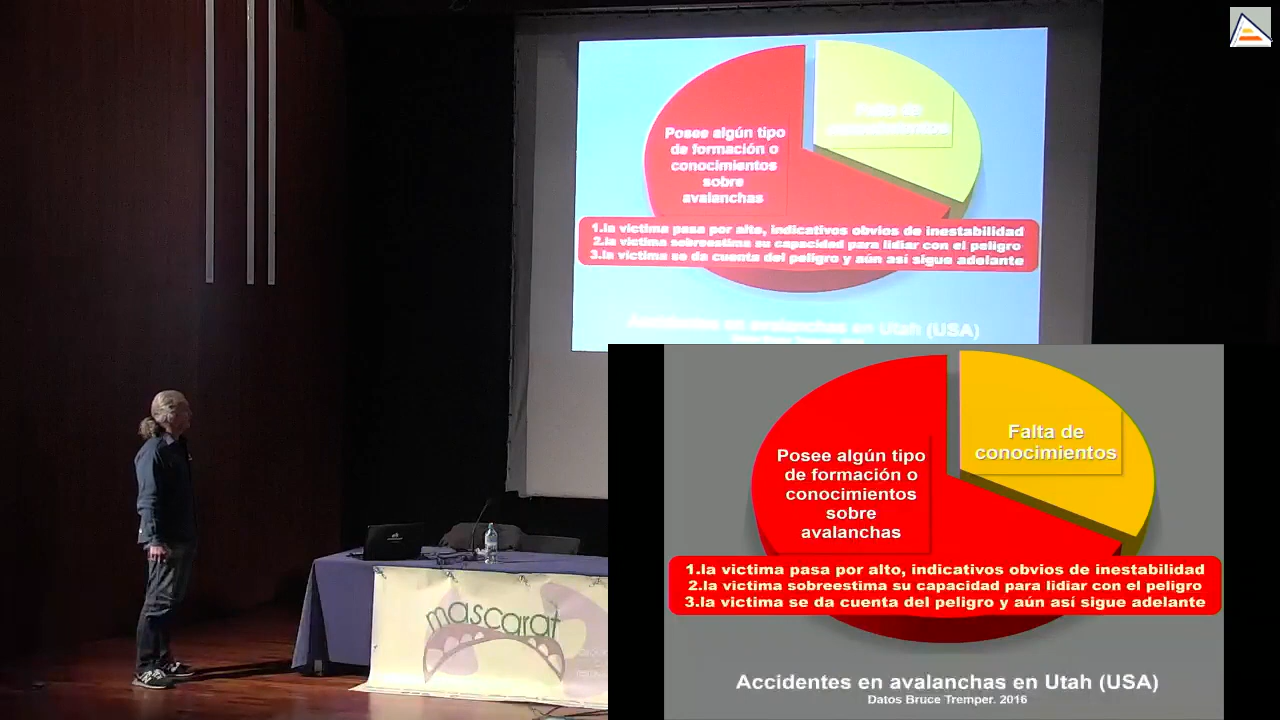 Falta de
Posee algún tipo
de formación o
conocimientos
sobre
avalanchas
1.la victima pasa por alto, indicativos obvios de inestabilidad
2.la victima sobreestima su capacidad para lidiar con el peligro
3.la victima se da cuenta del peligro y aún así sigue adelante
Accidentes en avalanchas en Utah (USA)
mascarat
Falta de
conocimientos
Posee algún tipo
de formación o
conocimientos
sobre
avalanchas
1.la victima pasa por alto, indicativos obvios de inestabilidad
2.la victima sobreestima su capacidad para lidiar con el peligro
3.la victima se da cuenta del peligro y aún así sigue adelante
Accidentes en avalanchas en Utah (USA)
Datos Bruce Tremper. 2016